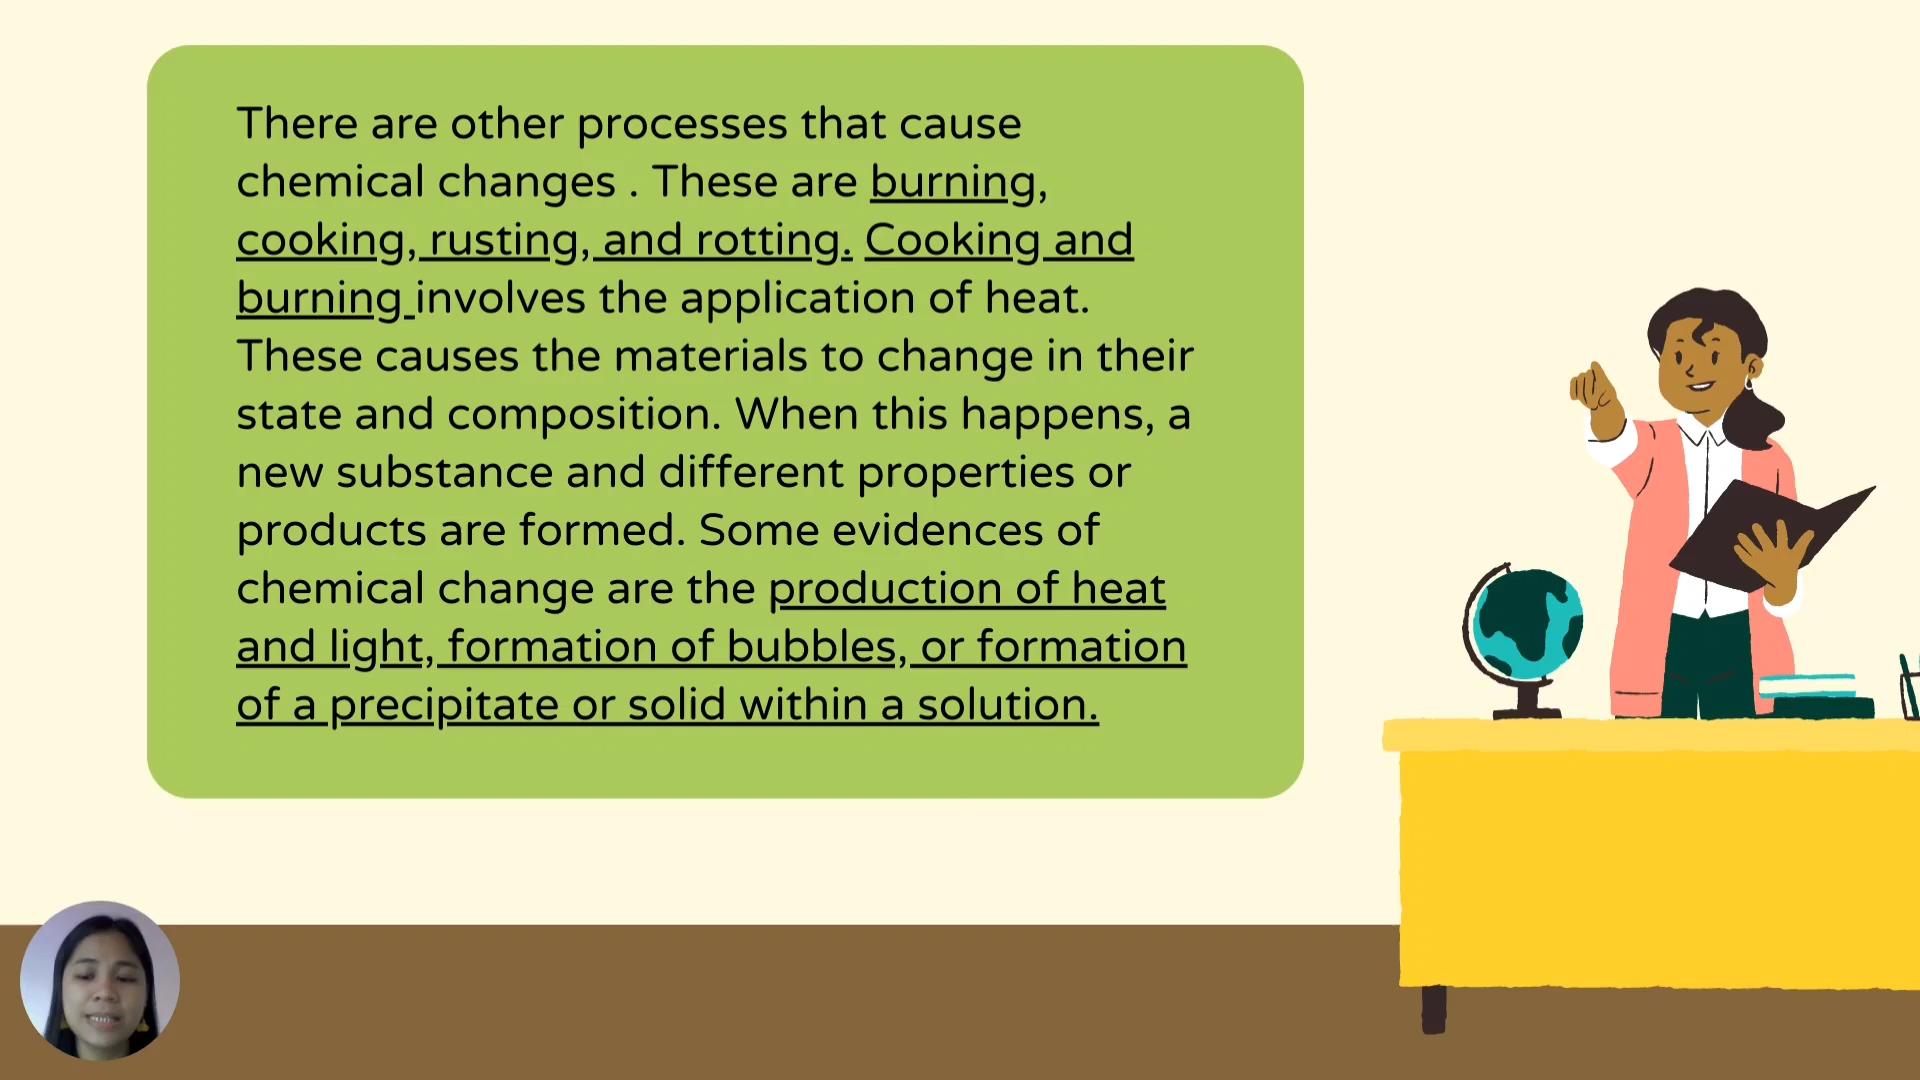 There are other processes that cause
chemical changes . These are burning,
cooking, rusting, and rotting. Cooking and
burning involves the application of heat.
These causes the materials to change in their
state and composition. When this happens, a
new substance and different properties or
products are formed. Some evidences of
chemical change are the production of heat
and light, formation of bubbles, or formation
of a precipitate or solid within a solution.